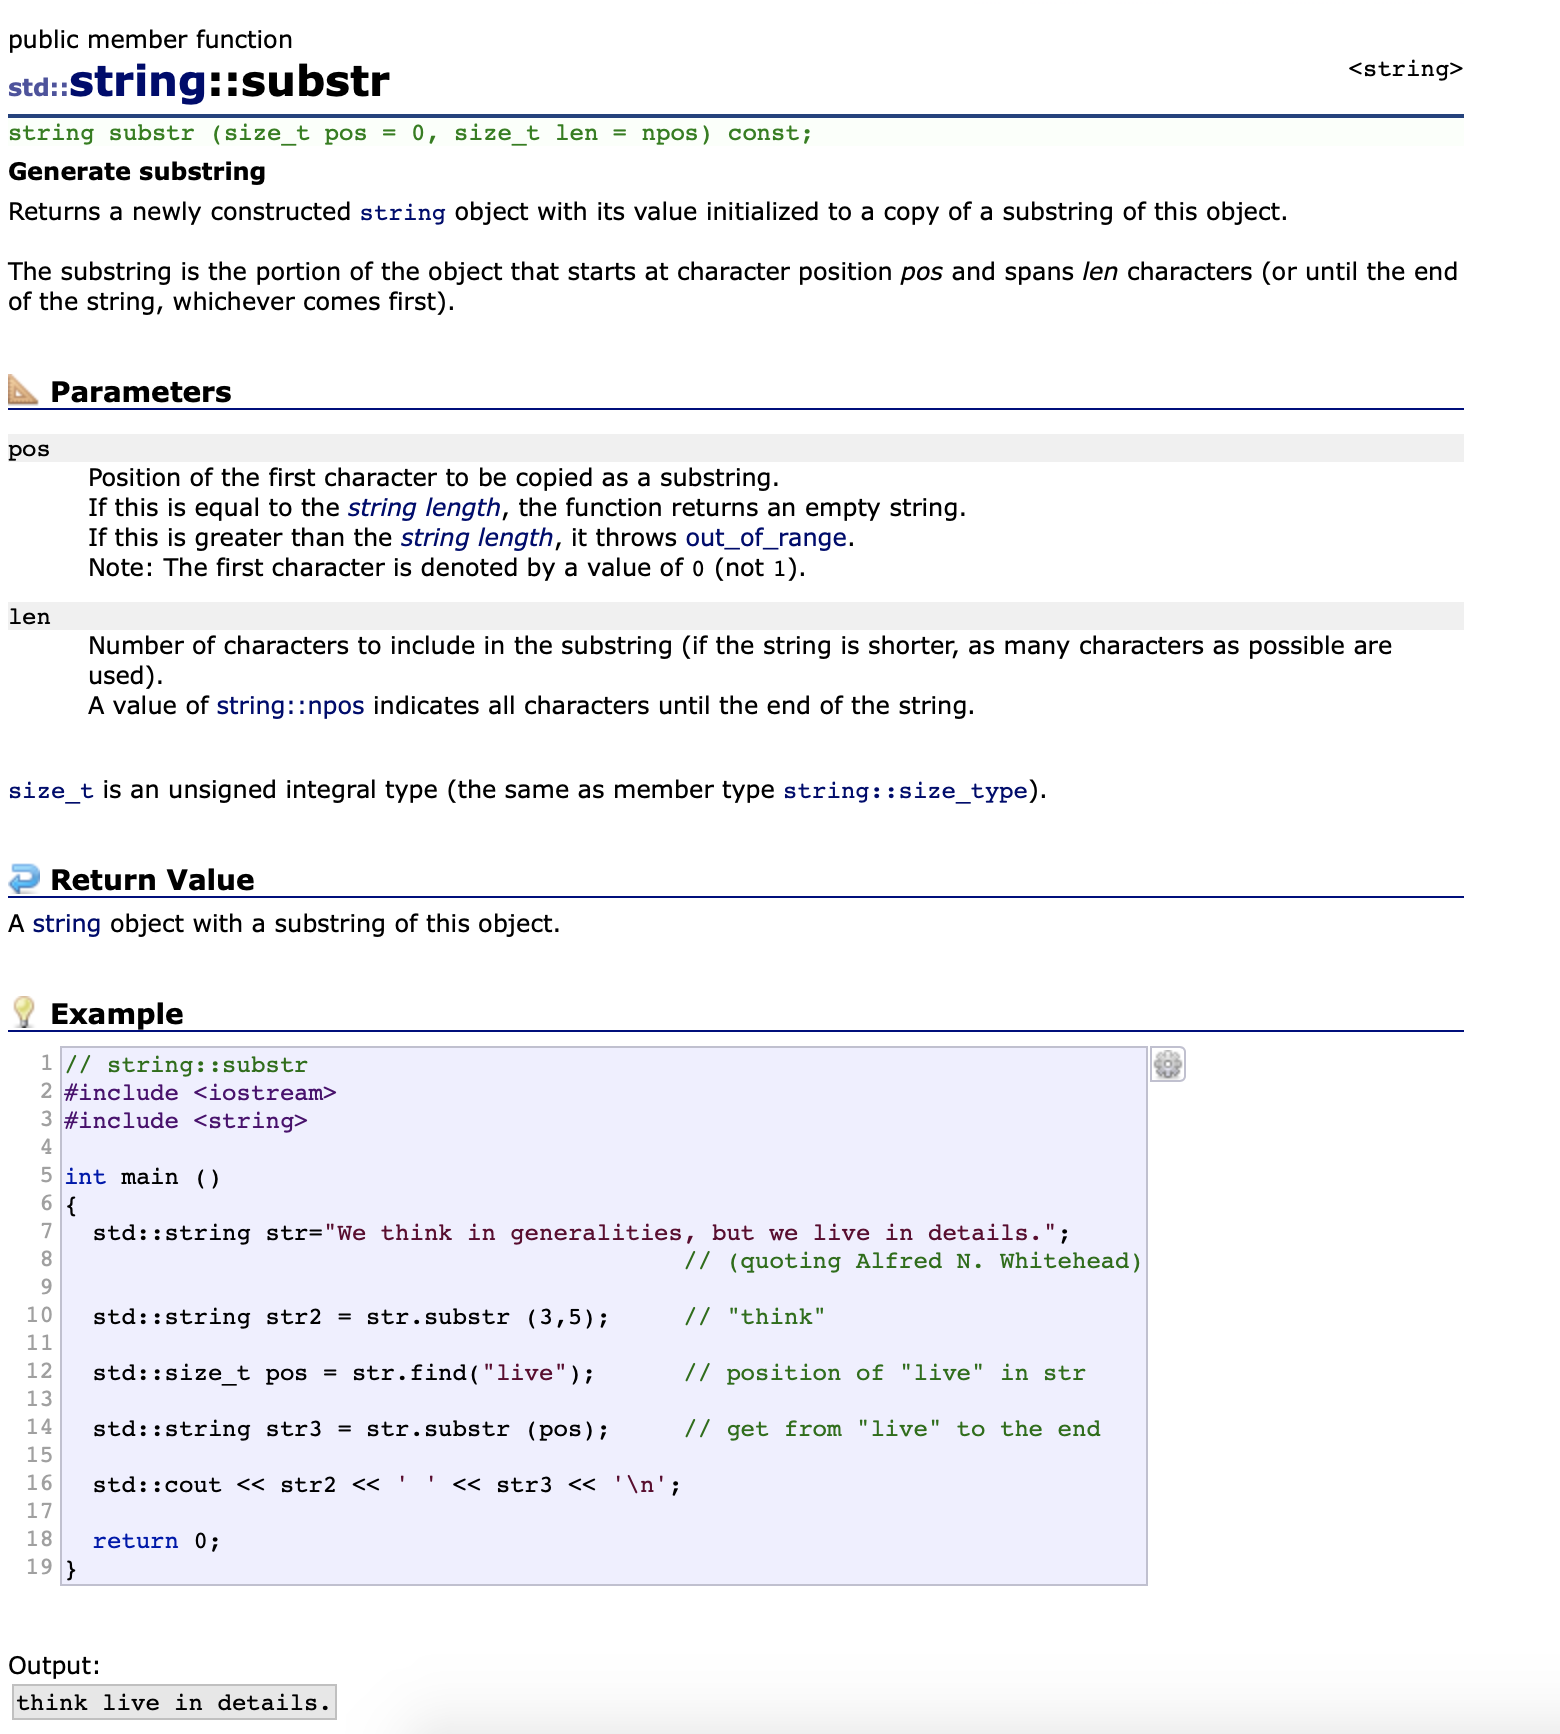 public member function
std::string::substr
<string>
string substr (size_t pos = 0, size_t len = npos) const;
Generate substring
Returns a newly constructed string object with its value initialized to a copy of a substring of this object.
The substring is the portion of the object that starts at character position pos and spans len characters (or until the end
of the string, whichever comes first).
Parameters
pos
Position of the first character to be copied as a substring.
If this is equal to the string length, the function returns an empty string.
If this is greater than the string length, it throws out_of_range.
Note: The first character is denoted by a value of 0 (not 1).
len
Number of characters to include in the substring (if the string is shorter, as many characters as possible are
used).
A value of string::npos indicates all characters until the end of the string.
size_t is an unsigned integral type (the same as member type string::size_type).
Return Value
A string object with a substring of this object.
Example
1 // string::substr
2 #include <iostream>
3 #include <string>
4
5 int main ()
6 {
7   std::string str="We think in generalities, but we live in details.";
8                                            // (quoting Alfred N. Whitehead)
9
10   std::string str2 = str.substr (3,5);     // "think"
11
12   std::size_t pos = str.find("live");      // position of "live" in str
13
14   std::string str3 = str.substr (pos);     // get from "live" to the end
15
16   std::cout << str2 << ' ' << str3 << '\n';
17
18   return 0;
19 }
Output:
think live in details.